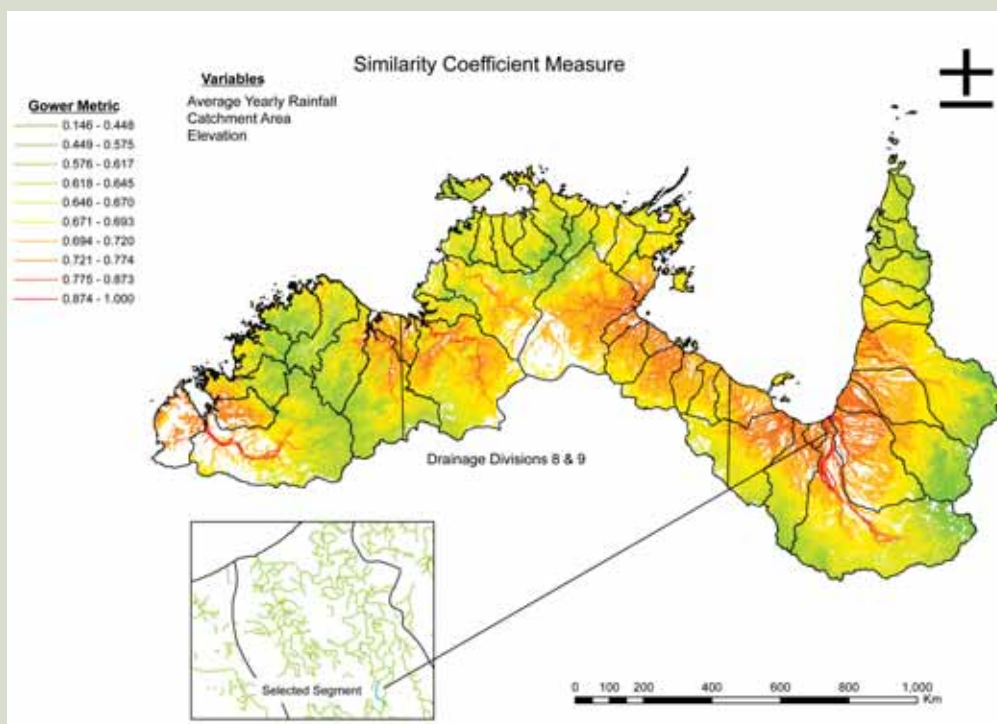 Similarity Coefficient Measure
Variables
Average Yearly Rainfall
Catchment Area
Elevation
Gower Metric
0.146 - 0.448
0.449 - 0.575
0.576 - 0.617
0.618 - 0.645
0.646 - 0.670
0.671 - 0.693
0.694 - 0.720
0.721 - 0.774
0.775 - 0.873
0.874 - 1.000
Drainage Divisions 8 & 9
Selected Segment
0 100 200 400 600 800 1,000
Km